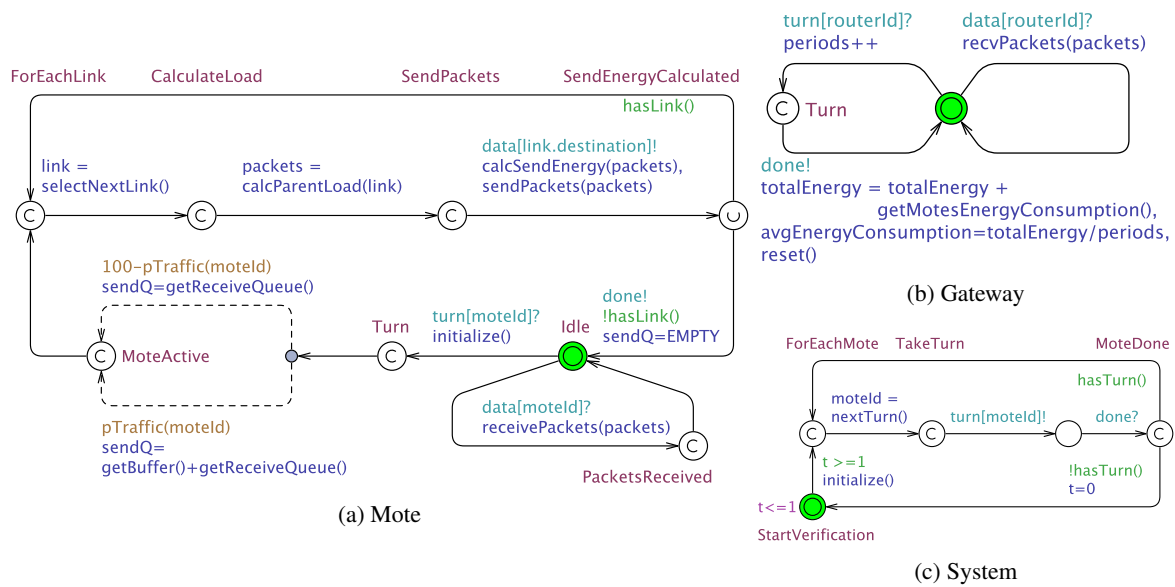 ForEachLink
CalculateLoad
SendPackets
SendEnergyCalculated
hasLink()
link =
selectNextLink()
packets =
calcParentLoad(link)
data[link.destination]!
calcSendEnergy(packets),
sendPackets(packets)
C
C
C
C
100-pTraffic(moteId)
sendQ=getReceiveQueue()
C
MoteActive
pTraffic(moteId)
sendQ=
getBuffer()+getReceiveQueue()
Turn
C
turn[moteId]?
initialize()
Idle
done!
!hasLink()
sendQ=EMPTY
data[moteId]?
receivePackets(packets)
C
PacketsReceived
(a) Mote
turn[routerId]?
periods++
data[routerId]?
recvPackets(packets)
C
Turn
done!
totalEnergy = totalEnergy +
getMotesEnergyConsumption(),
avgEnergyConsumption=totalEnergy/periods,
reset()
(b) Gateway
ForEachMote
TakeTurn
MoteDone
hasTurn()
moteId =
nextTurn()
turn[moteId]!
done?
C
C
C
t >=1
initialize()
!hasTurn()
t=0
t<=1
StartVerification
(c) System